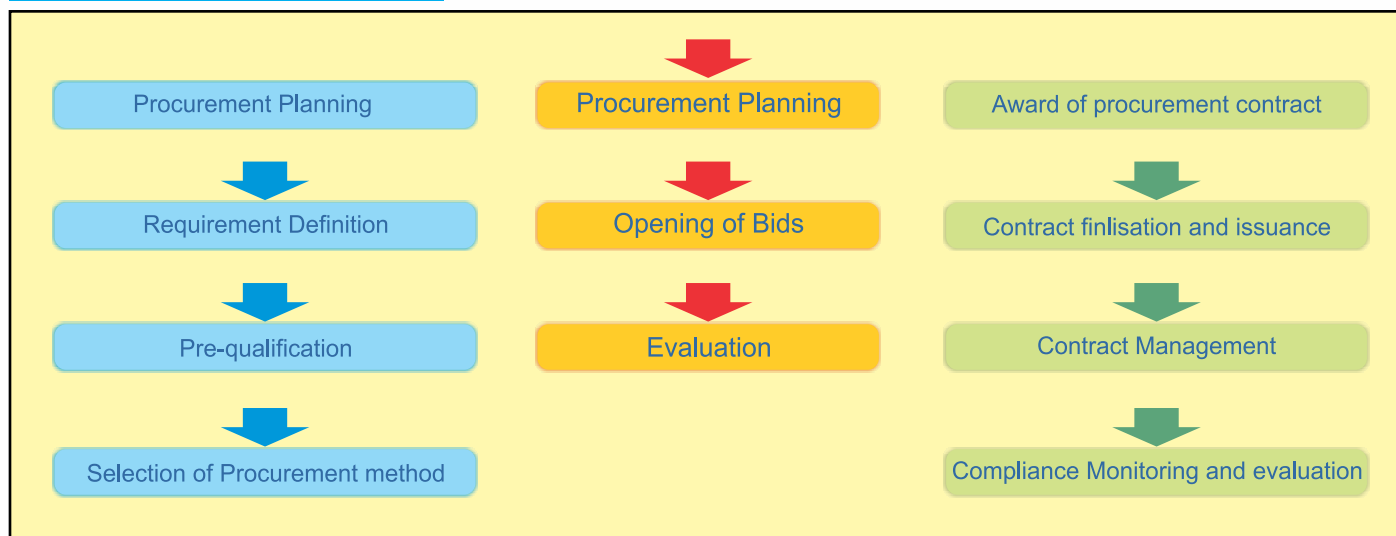 Procurement Planning
Requirement Definition
Pre-qualification
Selection of Procurement method
Procurement Planning
Opening of Bids
Evaluation
Award of procurement contract
Contract finlisation and issuance
Contract Management
Compliance Monitoring and evaluation